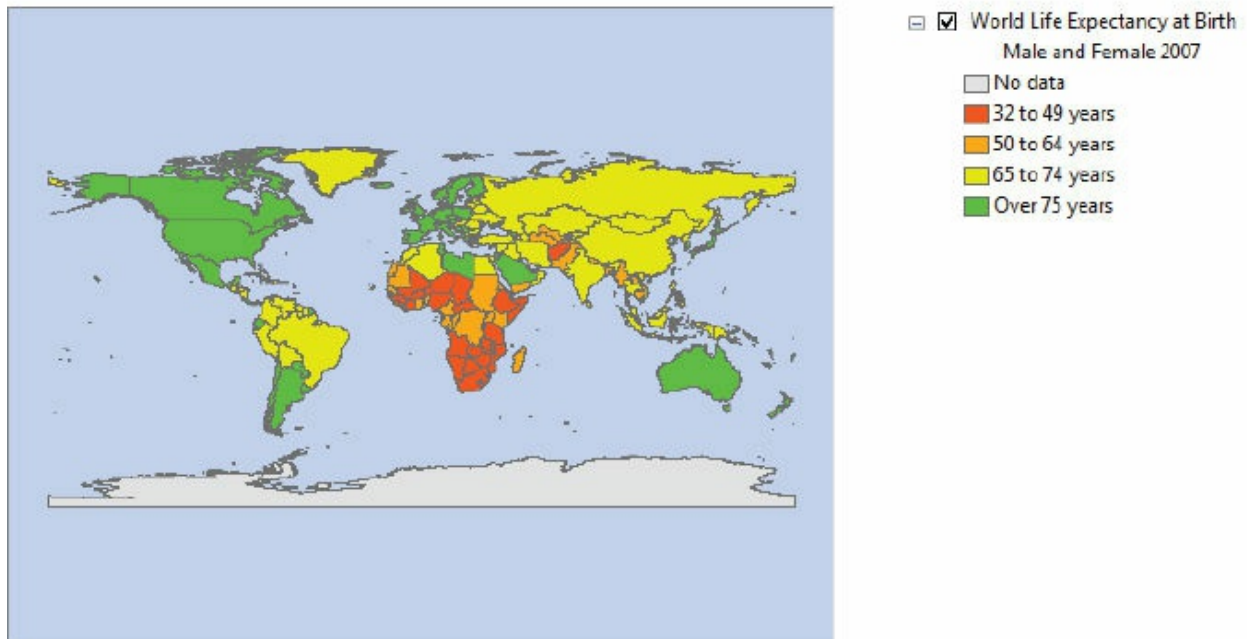 World Life Expectancy at Birth
Male and Female 2007
No data
32 to 49 years
50 to 64 years
65 to 74 years
Over 75 years